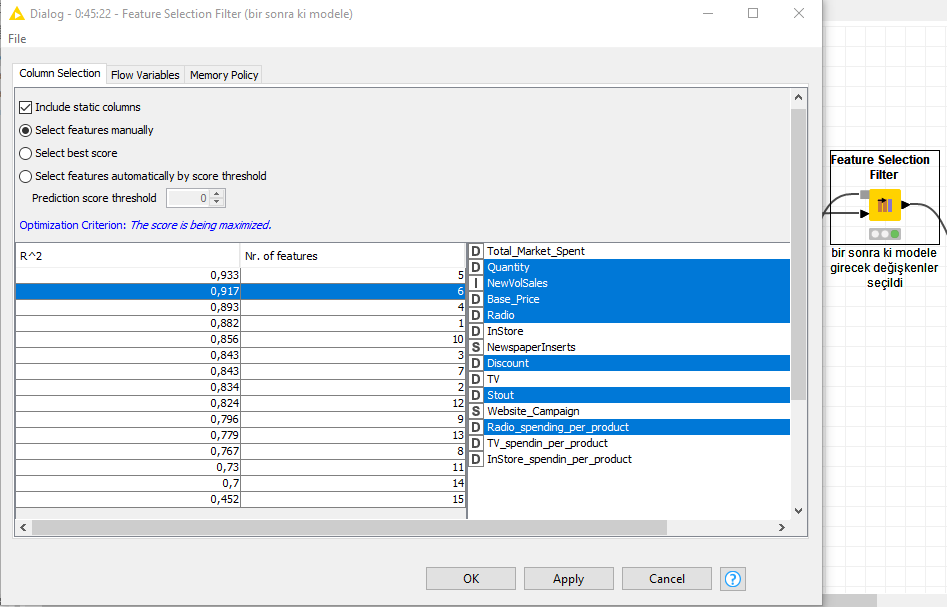 Dialog - 0:45:22 - Feature Selection Filter (bir sonra ki modele)
File
Column Selection Flow Variables Memory Policy
Include static columns
Select features manually
Select best score
Select features automatically by score threshold
Prediction score threshold 0
Optimization Criterion: The score is being maximized.
R^2 Nr. of features
0,933 5
0,917 6
0,893 4
0,882 1
0,856 10
0,843 3
0,843 7
0,834 2
0,824 12
0,796 9
0,779 13
0,767 8
0,73 11
0,7 14
0,452 15
D Total_Market_Spent
D Quantity
I NewVolSales
D Base_Price
D Radio
D InStore
S NewspaperInserts
D Discount
D TV
D Stout
S Website_Campaign
D Radio_spending_per_product
D TV_spendin_per_product
D InStore_spendin_per_product
OK Apply Cancel ?
Feature Selection
Filter
bir sonra ki modele
girecek değişkenler
seçildi